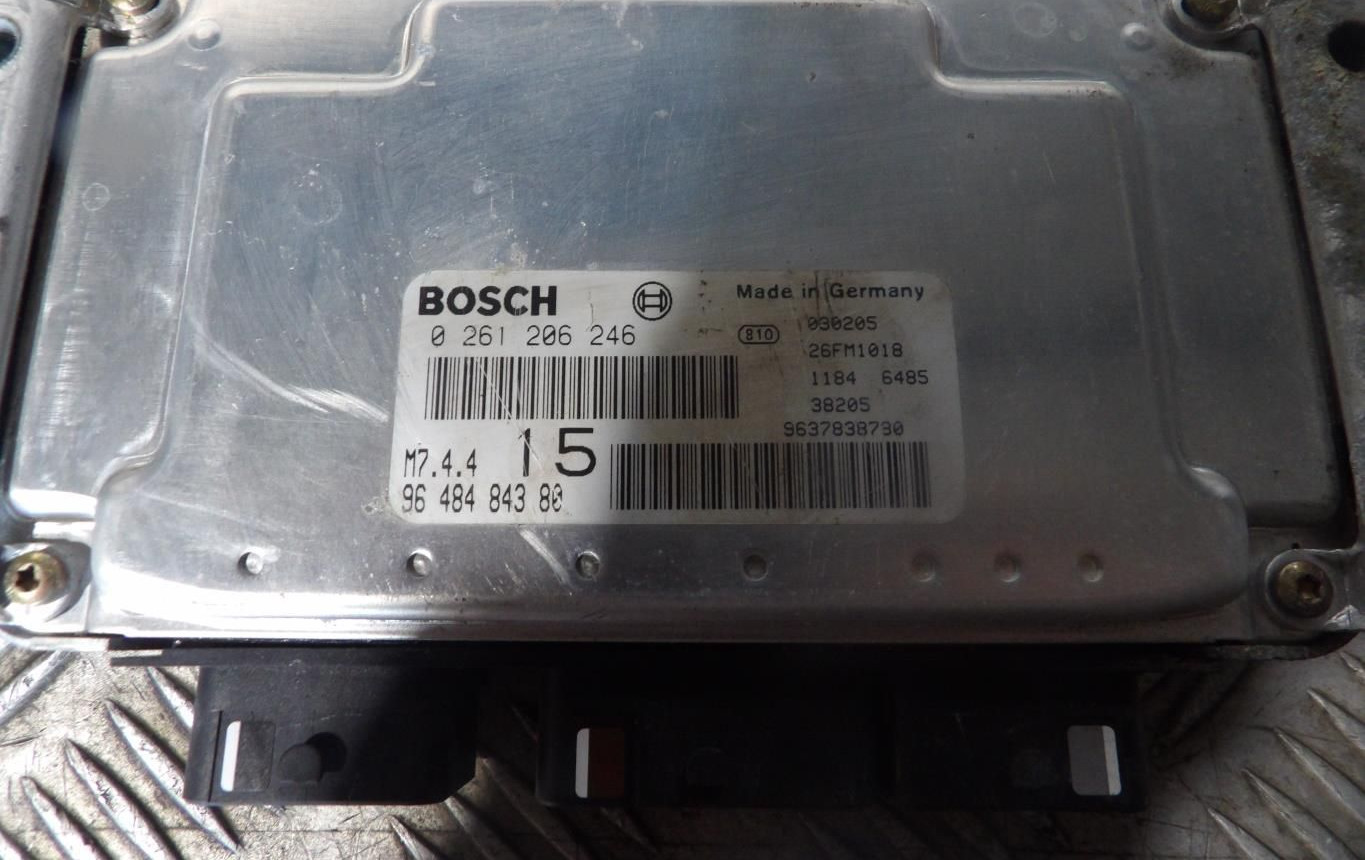 BOSCH
Made in Germany
0 261 206 246
810
030205
26FM1018
1184 6485
38205
9637838780
15
M7.4.4
96 484 843 80